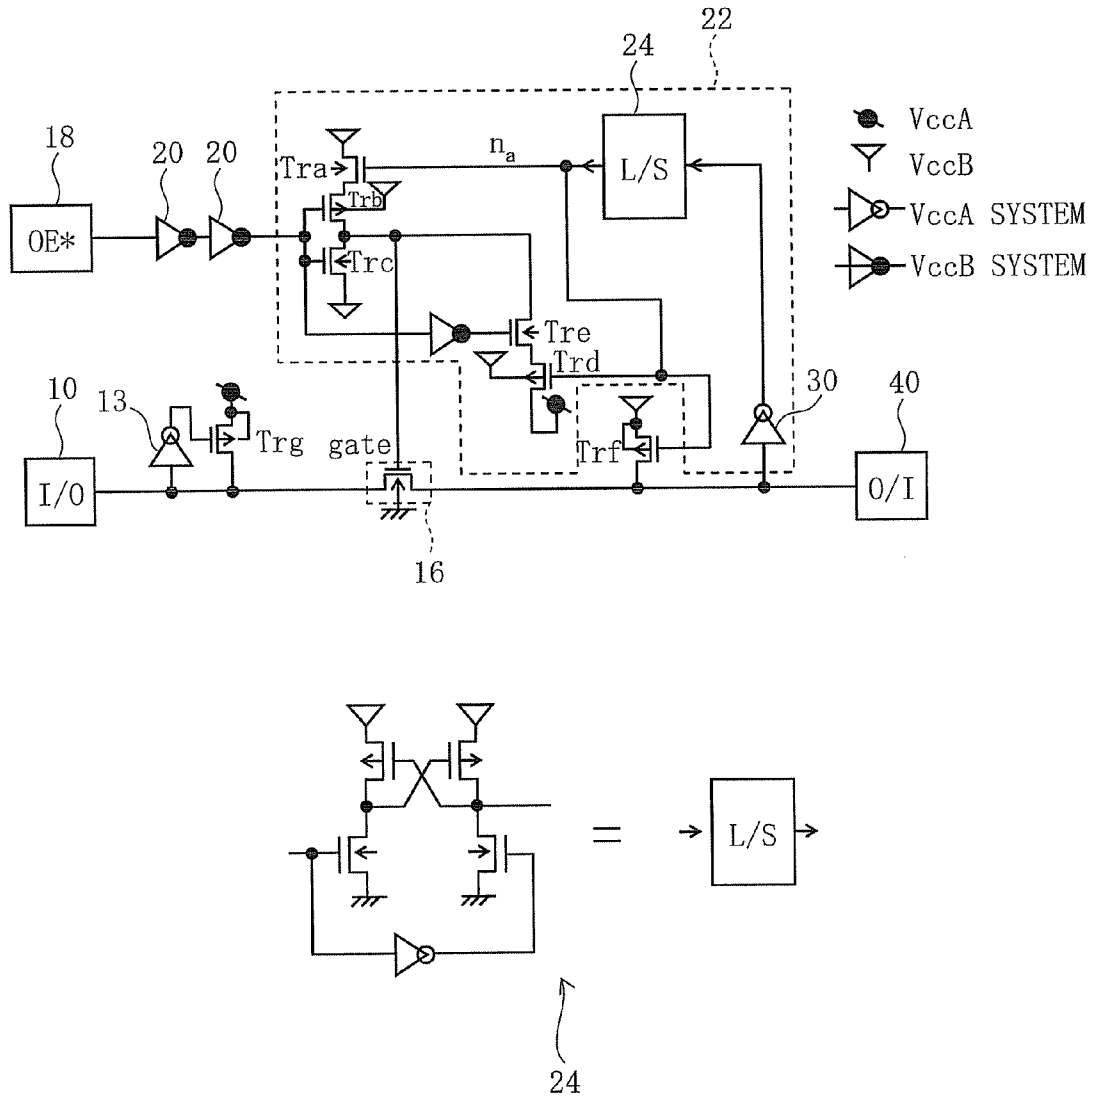 22
24
VccA
18
20 20
n_a
VccB
Tra
L/S
Trb
VccA SYSTEM
OE*
Trc
VccB SYSTEM
Tre
Trd
10
13
30
40
Trg
gate
Trf
I/O
O/I
16
=
L/S
24